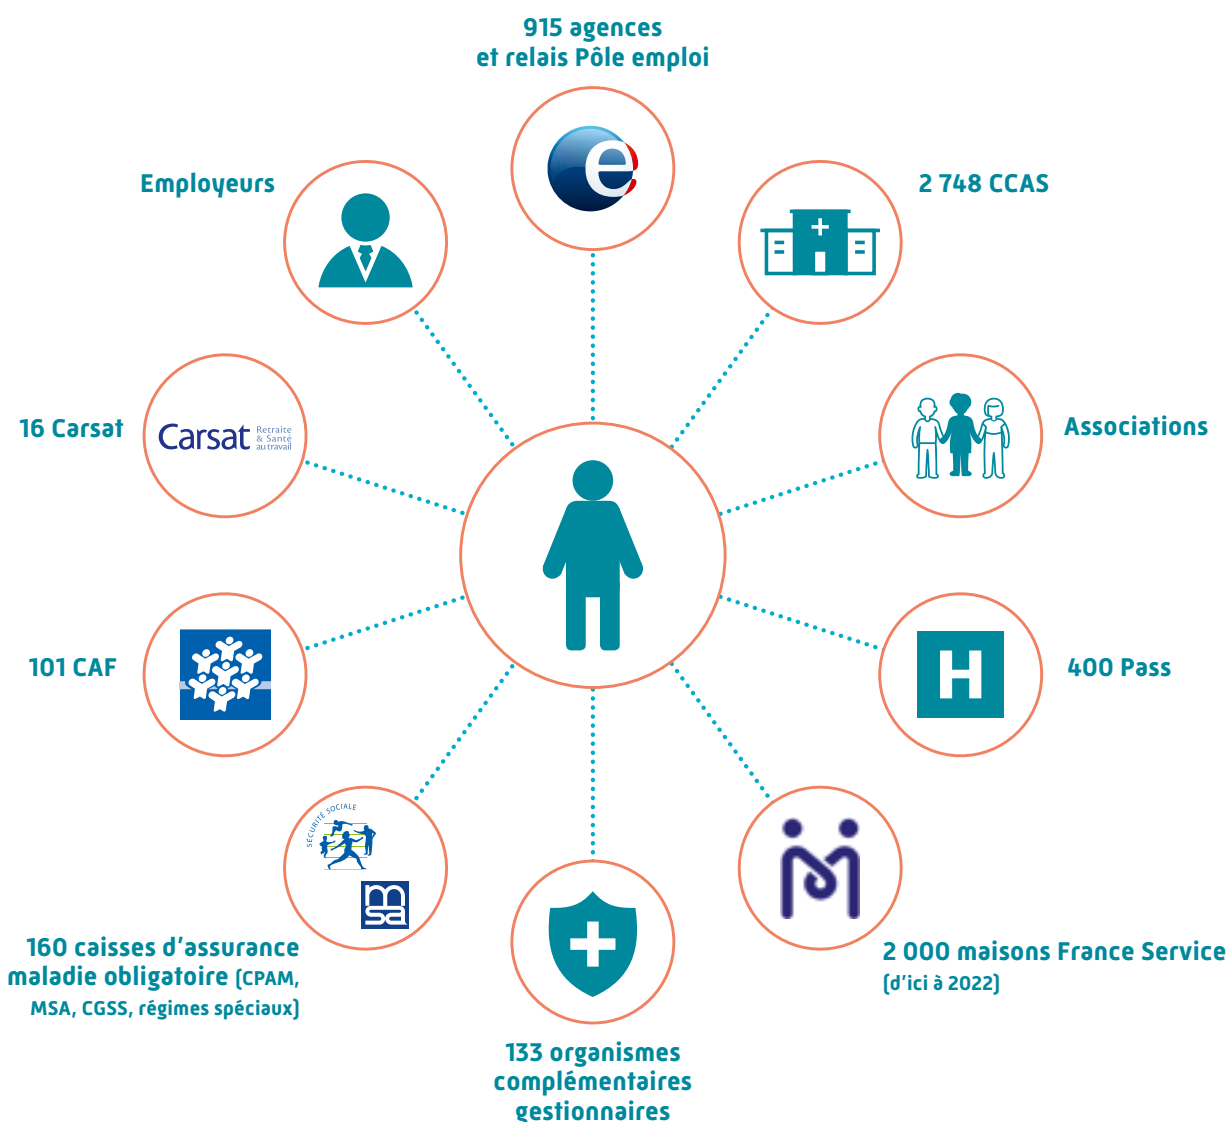 915 agences
et relais Pôle emploi
e
Employeurs
2 748 CCAS
16 Carsat
Carsat
Retraite
& Santé
au travail
Associations
101 CAF
H
400 Pass
SÉCURITÉ SOCIALE
msa
160 caisses d'assurance
maladie obligatoire (CPAM,
MSA, CGSS, régimes spéciaux)
2 000 maisons France Service
(d'ici à 2022)
133 organismes
complémentaires
gestionnaires